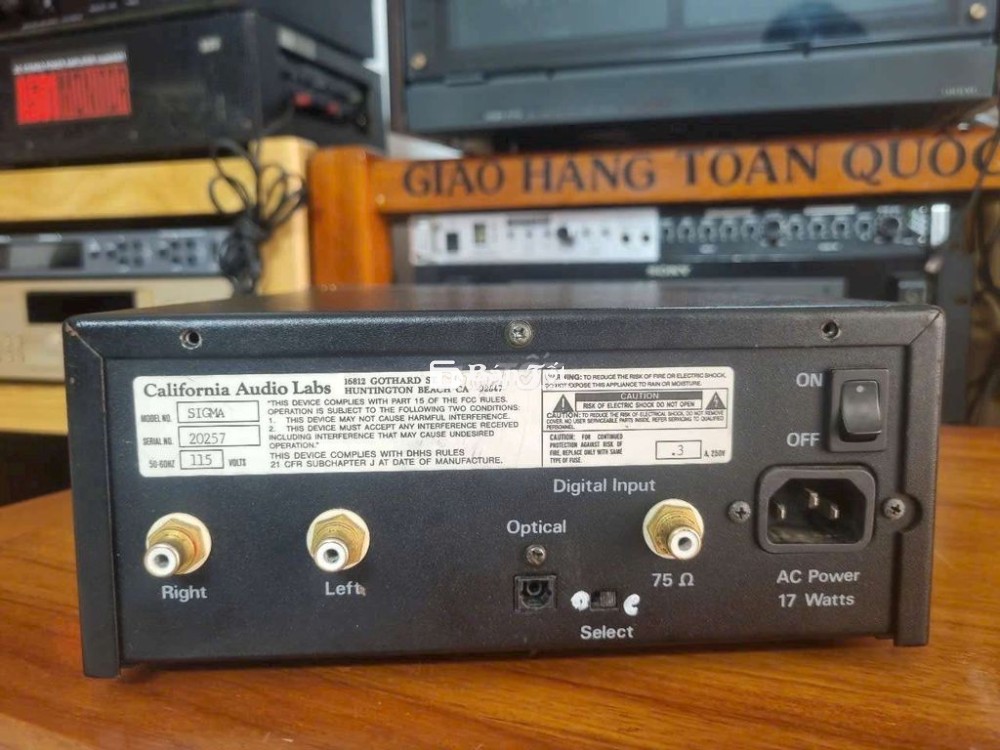 GIAO HANG TOAN QUỐC
SONY
California Audio Labs
16812 GOTHARD S
HUNTINGTON BEACH CA 92647
MODEL NO. SIGMA
SERIAL NO. 20257
50-60HZ 115 VOLTS
"THIS DEVICE COMPLIES WITH PART 15 OF THE FCC RULES.
OPERATION IS SUBJECT TO THE FOLLOWING TWO CONDITIONS:
1. THIS DEVICE MAY NOT CAUSE HARMFUL INTERFERENCE.
2. THIS DEVICE MUST ACCEPT ANY INTERFERENCE RECEIVED
INCLUDING INTERFERENCE THAT MAY CAUSE UNDESIRED
OPERATION."
THIS DEVICE COMPLIES WITH DHHS RULES
21 CFR SUBCHAPTER J AT DATE OF MANUFACTURE.
WARNING: TO REDUCE THE RISK OF FIRE OR ELECTRIC SHOCK,
DO NOT EXPOSE THIS APPLIANCE TO RAIN OR MOISTURE.
CAUTION
RISK OF ELECTRIC SHOCK DO NOT OPEN
CAUTION: TO REDUCE THE RISK OF ELECTRICAL SHOCK, DO NOT REMOVE
COVER. NO USER SERVICEABLE PARTS INSIDE. REFER SERVICING TO QUALIFIED
PERSONNEL.
CAUTION: FOR CONTINUED
PROTECTION AGAINST RISK OF
FIRE, REPLACE ONLY WITH SAME
TYPE OF FUSE.
.3 A, 250V
ON
OFF
Digital Input
Optical
75 Ω
Select
Right
Left
AC Power
17 Watts